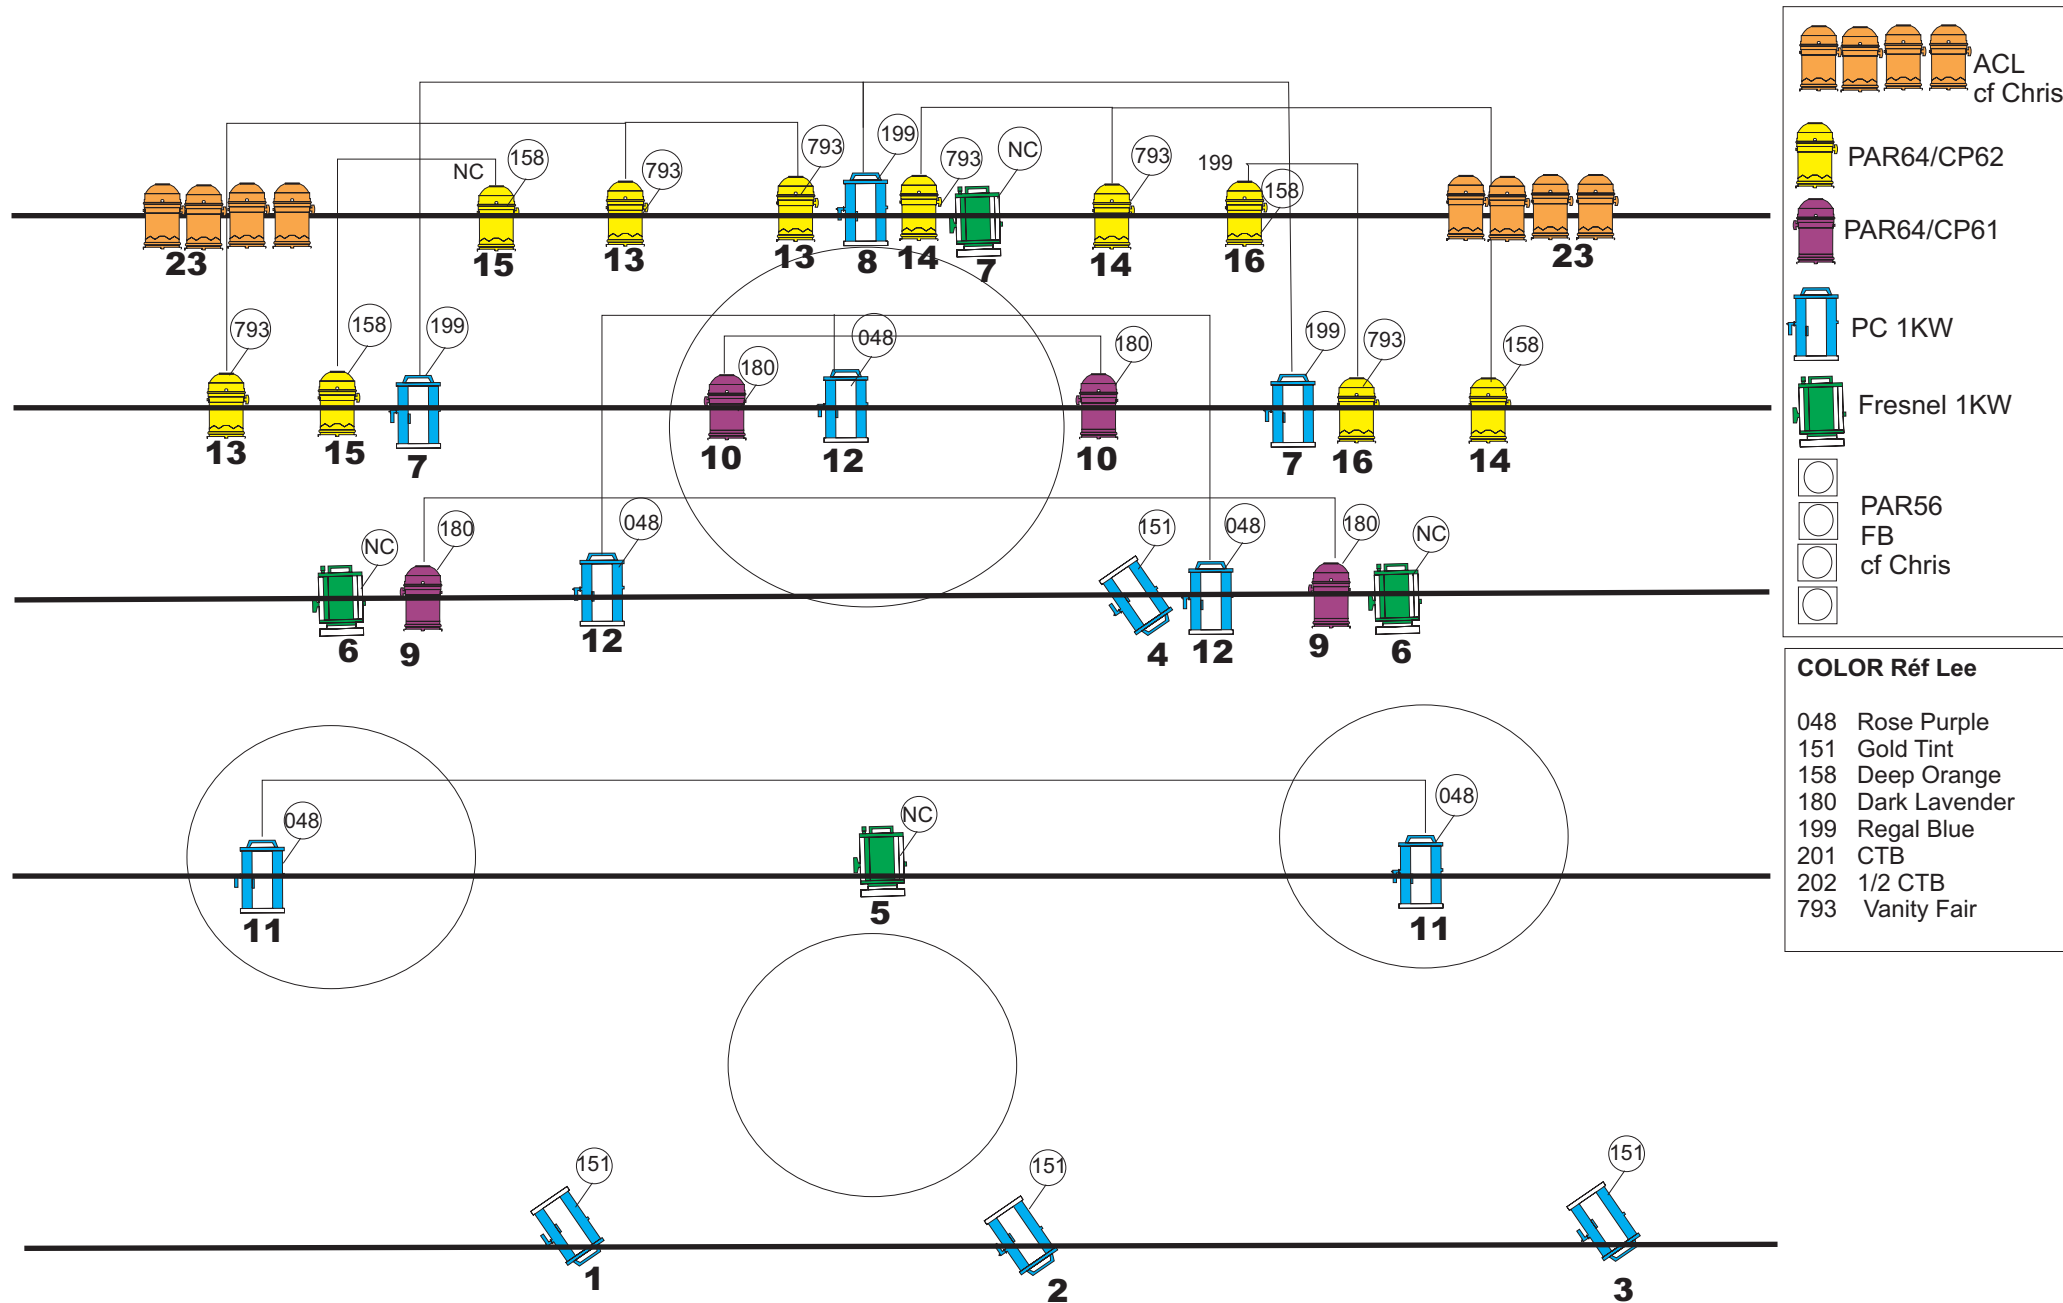 NC 158 793 793 199 793 NC 793 199 158
23 15 13 13 8 14 7 14 16 23
793 158 199 180 048 180 199 793 158
13 15 7 10 12 10 7 16 14
NC 180 048 151 048 180 NC
6 9 12 4 12 9 6
048 NC 048
11 5 11
151 151 151
1 2 3
ACL
cf Chris
PAR64/CP62
PAR64/CP61
PC 1KW
Fresnel 1KW
PAR56
FB
cf Chris
COLOR Réf Lee
048 Rose Purple
151 Gold Tint
158 Deep Orange
180 Dark Lavender
199 Regal Blue
201 CTB
202 1/2 CTB
793 Vanity Fair